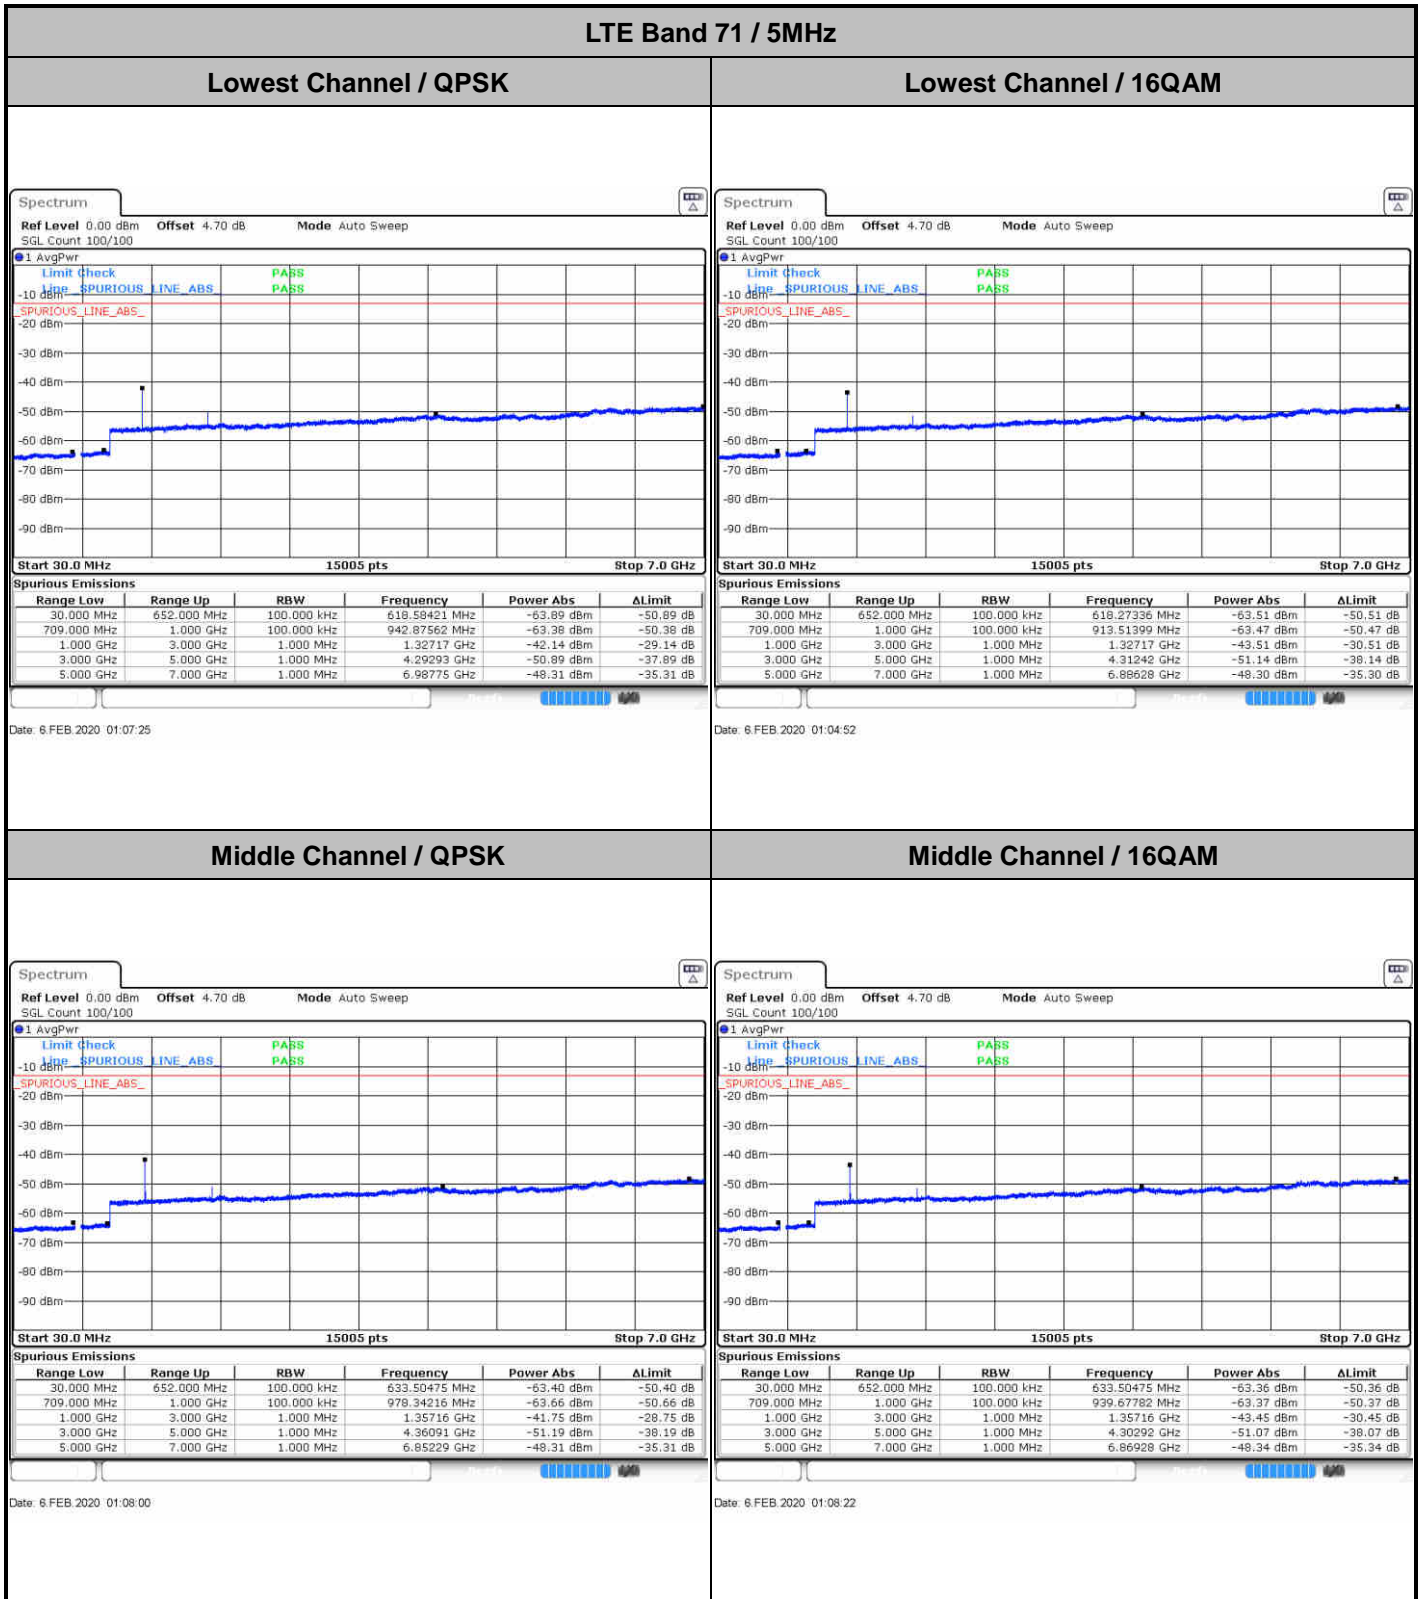 LTE Band 71 / 5MHz
Lowest Channel / QPSK
Lowest Channel / 16QAM
Spectrum
Ref Level 0.00 dBm Offset 4.70 dB Mode Auto Sweep
SGL Count 100/100
1 AvgPwr
Limit Check PASS
-10 dBm Line _SPURIOUS_LINE_ABS_ PASS
_SPURIOUS_LINE_ABS_
-20 dBm
-30 dBm
-40 dBm
-50 dBm
-60 dBm
-70 dBm
-80 dBm
-90 dBm
Start 30.0 MHz 15005 pts Stop 7.0 GHz
Spurious Emissions
Range Low Range Up RBW Frequency Power Abs ΔLimit
30.000 MHz 652.000 MHz 100.000 kHz 618.58421 MHz -63.89 dBm -50.89 dB
709.000 MHz 1.000 GHz 100.000 kHz 942.87562 MHz -63.38 dBm -50.38 dB
1.000 GHz 3.000 GHz 1.000 MHz 1.32717 GHz -42.14 dBm -29.14 dB
3.000 GHz 5.000 GHz 1.000 MHz 4.29293 GHz -50.89 dBm -37.89 dB
5.000 GHz 7.000 GHz 1.000 MHz 6.98775 GHz -48.31 dBm -35.31 dB
Date: 6.FEB.2020 01:07:25
Spectrum
Ref Level 0.00 dBm Offset 4.70 dB Mode Auto Sweep
SGL Count 100/100
1 AvgPwr
Limit Check PASS
-10 dBm Line _SPURIOUS_LINE_ABS_ PASS
_SPURIOUS_LINE_ABS_
-20 dBm
-30 dBm
-40 dBm
-50 dBm
-60 dBm
-70 dBm
-80 dBm
-90 dBm
Start 30.0 MHz 15005 pts Stop 7.0 GHz
Spurious Emissions
Range Low Range Up RBW Frequency Power Abs ΔLimit
30.000 MHz 652.000 MHz 100.000 kHz 618.27336 MHz -63.51 dBm -50.51 dB
709.000 MHz 1.000 GHz 100.000 kHz 913.51399 MHz -63.47 dBm -50.47 dB
1.000 GHz 3.000 GHz 1.000 MHz 1.32717 GHz -43.51 dBm -30.51 dB
3.000 GHz 5.000 GHz 1.000 MHz 4.31242 GHz -51.14 dBm -38.14 dB
5.000 GHz 7.000 GHz 1.000 MHz 6.88628 GHz -48.30 dBm -35.30 dB
Date: 6.FEB.2020 01:04:52
Middle Channel / QPSK
Middle Channel / 16QAM
Spectrum
Ref Level 0.00 dBm Offset 4.70 dB Mode Auto Sweep
SGL Count 100/100
1 AvgPwr
Limit Check PASS
-10 dBm Line _SPURIOUS_LINE_ABS_ PASS
_SPURIOUS_LINE_ABS_
-20 dBm
-30 dBm
-40 dBm
-50 dBm
-60 dBm
-70 dBm
-80 dBm
-90 dBm
Start 30.0 MHz 15005 pts Stop 7.0 GHz
Spurious Emissions
Range Low Range Up RBW Frequency Power Abs ΔLimit
30.000 MHz 652.000 MHz 100.000 kHz 633.50475 MHz -63.40 dBm -50.40 dB
709.000 MHz 1.000 GHz 100.000 kHz 978.34216 MHz -63.66 dBm -50.66 dB
1.000 GHz 3.000 GHz 1.000 MHz 1.35716 GHz -41.75 dBm -28.75 dB
3.000 GHz 5.000 GHz 1.000 MHz 4.36091 GHz -51.19 dBm -38.19 dB
5.000 GHz 7.000 GHz 1.000 MHz 6.85229 GHz -48.31 dBm -35.31 dB
Date: 6.FEB.2020 01:08:00
Spectrum
Ref Level 0.00 dBm Offset 4.70 dB Mode Auto Sweep
SGL Count 100/100
1 AvgPwr
Limit Check PASS
-10 dBm Line _SPURIOUS_LINE_ABS_ PASS
_SPURIOUS_LINE_ABS_
-20 dBm
-30 dBm
-40 dBm
-50 dBm
-60 dBm
-70 dBm
-80 dBm
-90 dBm
Start 30.0 MHz 15005 pts Stop 7.0 GHz
Spurious Emissions
Range Low Range Up RBW Frequency Power Abs ΔLimit
30.000 MHz 652.000 MHz 100.000 kHz 633.50475 MHz -63.36 dBm -50.36 dB
709.000 MHz 1.000 GHz 100.000 kHz 939.67782 MHz -63.37 dBm -50.37 dB
1.000 GHz 3.000 GHz 1.000 MHz 1.35716 GHz -43.45 dBm -30.45 dB
3.000 GHz 5.000 GHz 1.000 MHz 4.30292 GHz -51.07 dBm -38.07 dB
5.000 GHz 7.000 GHz 1.000 MHz 6.86928 GHz -48.34 dBm -35.34 dB
Date: 6.FEB.2020 01:08:22